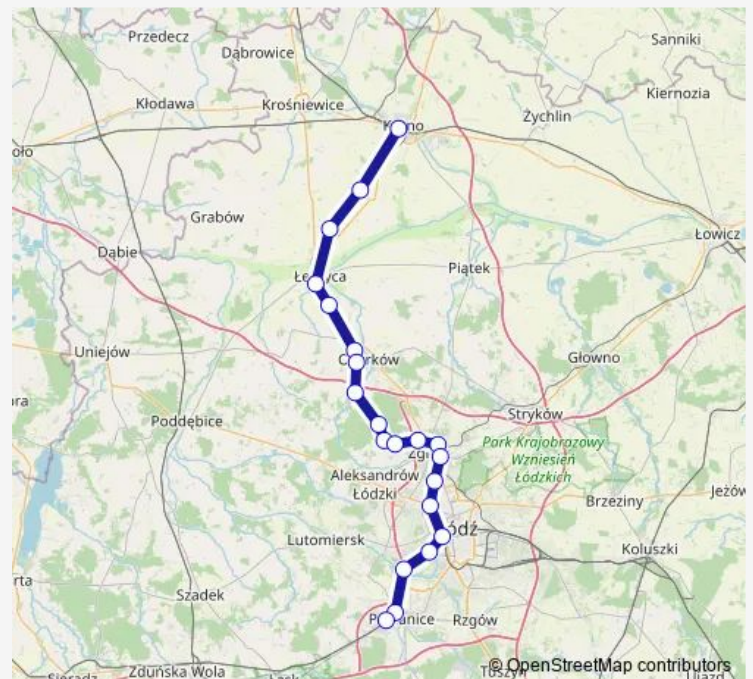 Przedecz
Sanniki
Dąbrowice
Kłodawa
Krośniewice
Kiernozia
Żychlin
Grabów
Łowicz
Dąbie
Piątek
Uniejów
Głowno
Stryków
Poddębice
Park Krajobrazowy
Wzniesień
Łódzkich
Aleksandrów
Łódzki
Brzeziny
Lutomiersk
Koluszki
Szadek
Rzgów
Zduńska Wola
© OpenStreetMap contributors